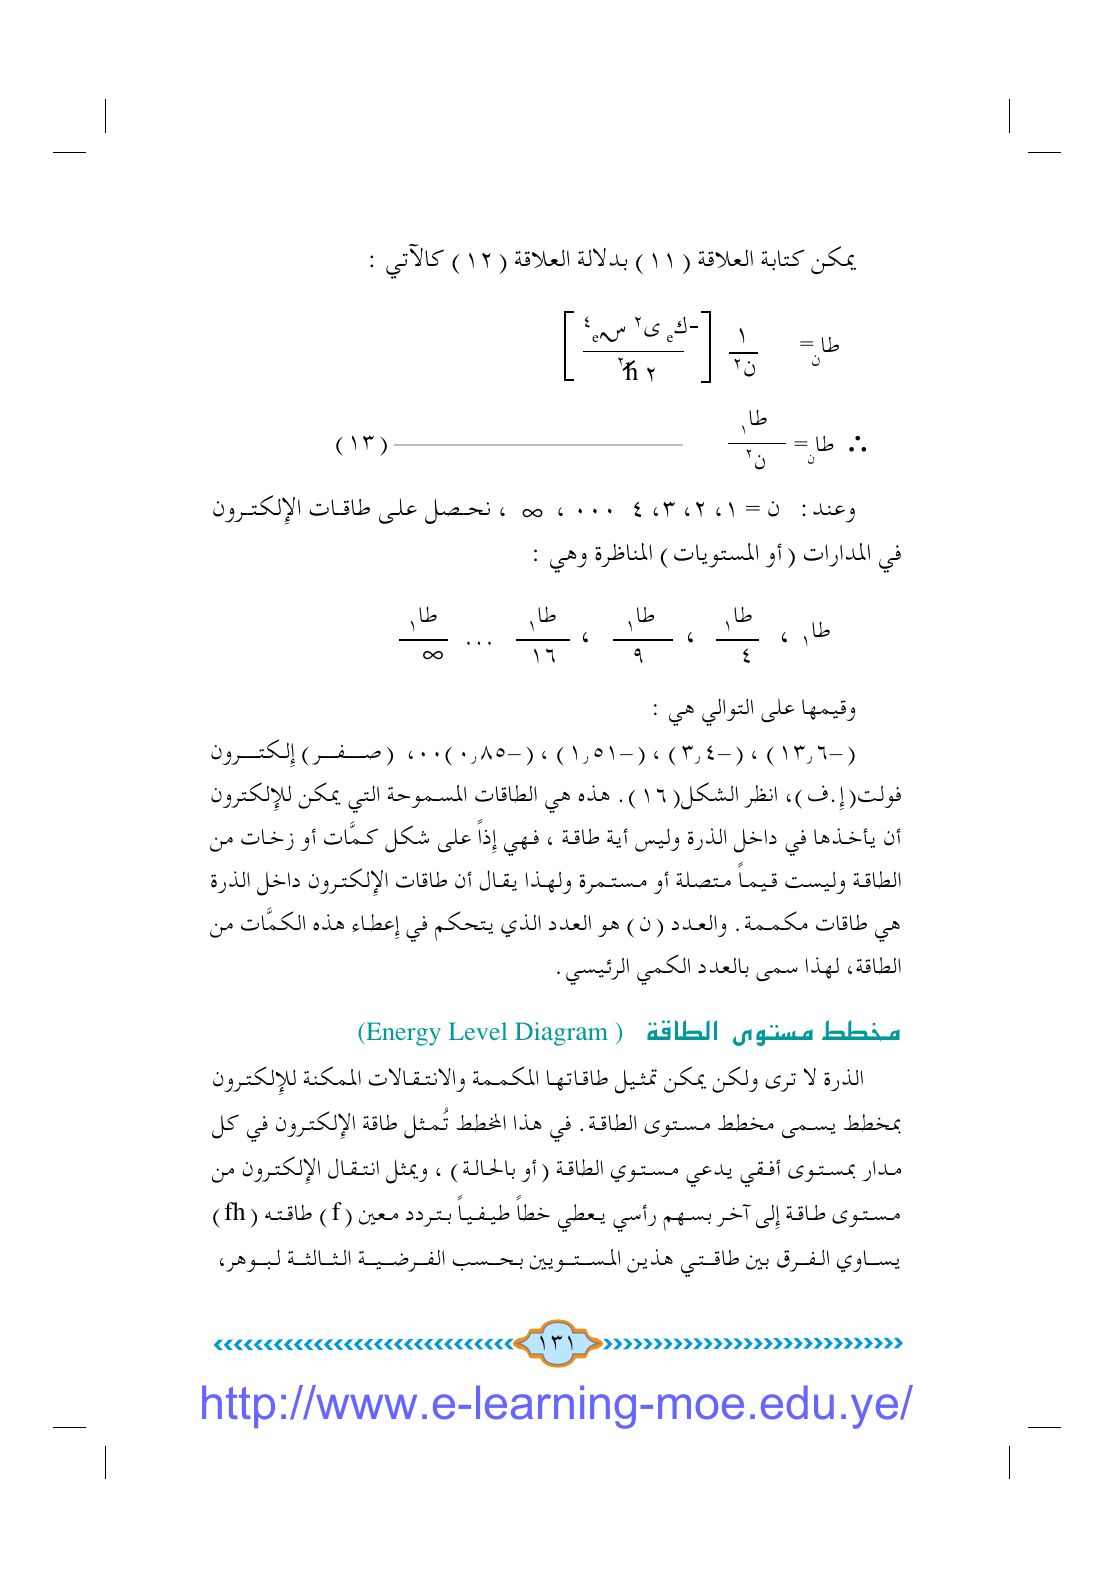 يمكن كتابة العلاقة (١١) بدلالة العلاقة (١٢) كالآتي :
طان = ١/ن٢ [-كe ى٢ سe٤ / ٢ ħ٢]
∴ طان = طا١/ن٢ ــــــــــــ (١٣)
وعند : ن = ١، ٢، ٣، ٤ ٠٠٠ ، ∞ ، نحصل على طاقات الإلكترون
في المدارات (أو المستويات) المناظرة وهي :
طا١ ، طا١/٤ ، طا١/٩ ، طا١/١٦ ... طا١/∞
وقيمها على التوالي هي :
(–١٣٫٦) ، (–٣٫٤) ، (–١٫٥١) ، (–٠٫٨٥)٠٠، (صفر) إلكترون
فولت(إ.ف)، انظر الشكل(١٦). هذه هي الطاقات المسموحة التي يمكن للإلكترون
أن يأخذها في داخل الذرة وليس أية طاقة ، فهي إذاً على شكل كمَّات أو زخات من
الطاقة وليست قيماً متصلة أو مستمرة ولهذا يقال أن طاقات الإلكترون داخل الذرة
هي طاقات مكممة. والعدد (ن) هو العدد الذي يتحكم في إعطاء هذه الكمَّات من
الطاقة، لهذا سمى بالعدد الكمي الرئيسي.
مخطط مستوى الطاقة (Energy Level Diagram )
الذرة لا ترى ولكن يمكن تمثيل طاقاتها المكممة والانتقالات الممكنة للإلكترون
بمخطط يسمى مخطط مستوى الطاقة. في هذا المخطط تُمثل طاقة الإلكترون في كل
مدار بمستوى أفقي يدعي مستوي الطاقة (أو بالحالة) ، ويمثل انتقال الإلكترون من
مستوى طاقة إلى آخر بسهم رأسي يعطي خطاً طيفياً بتردد معين (f) طاقته (fh)
يساوي الفرق بين طاقتي هذين المستويين بحسب الفرضية الثالثة لبوهر،
١٣١
http://www.e-learning-moe.edu.ye/